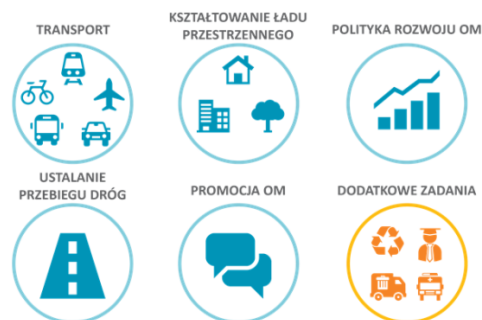 TRANSPORT
KSZTAŁTOWANIE ŁADU
PRZESTRZENNEGO
POLITYKA ROZWOJU OM
USTALANIE
PRZEBIEGU DRÓG
PROMOCJA OM
DODATKOWE ZADANIA